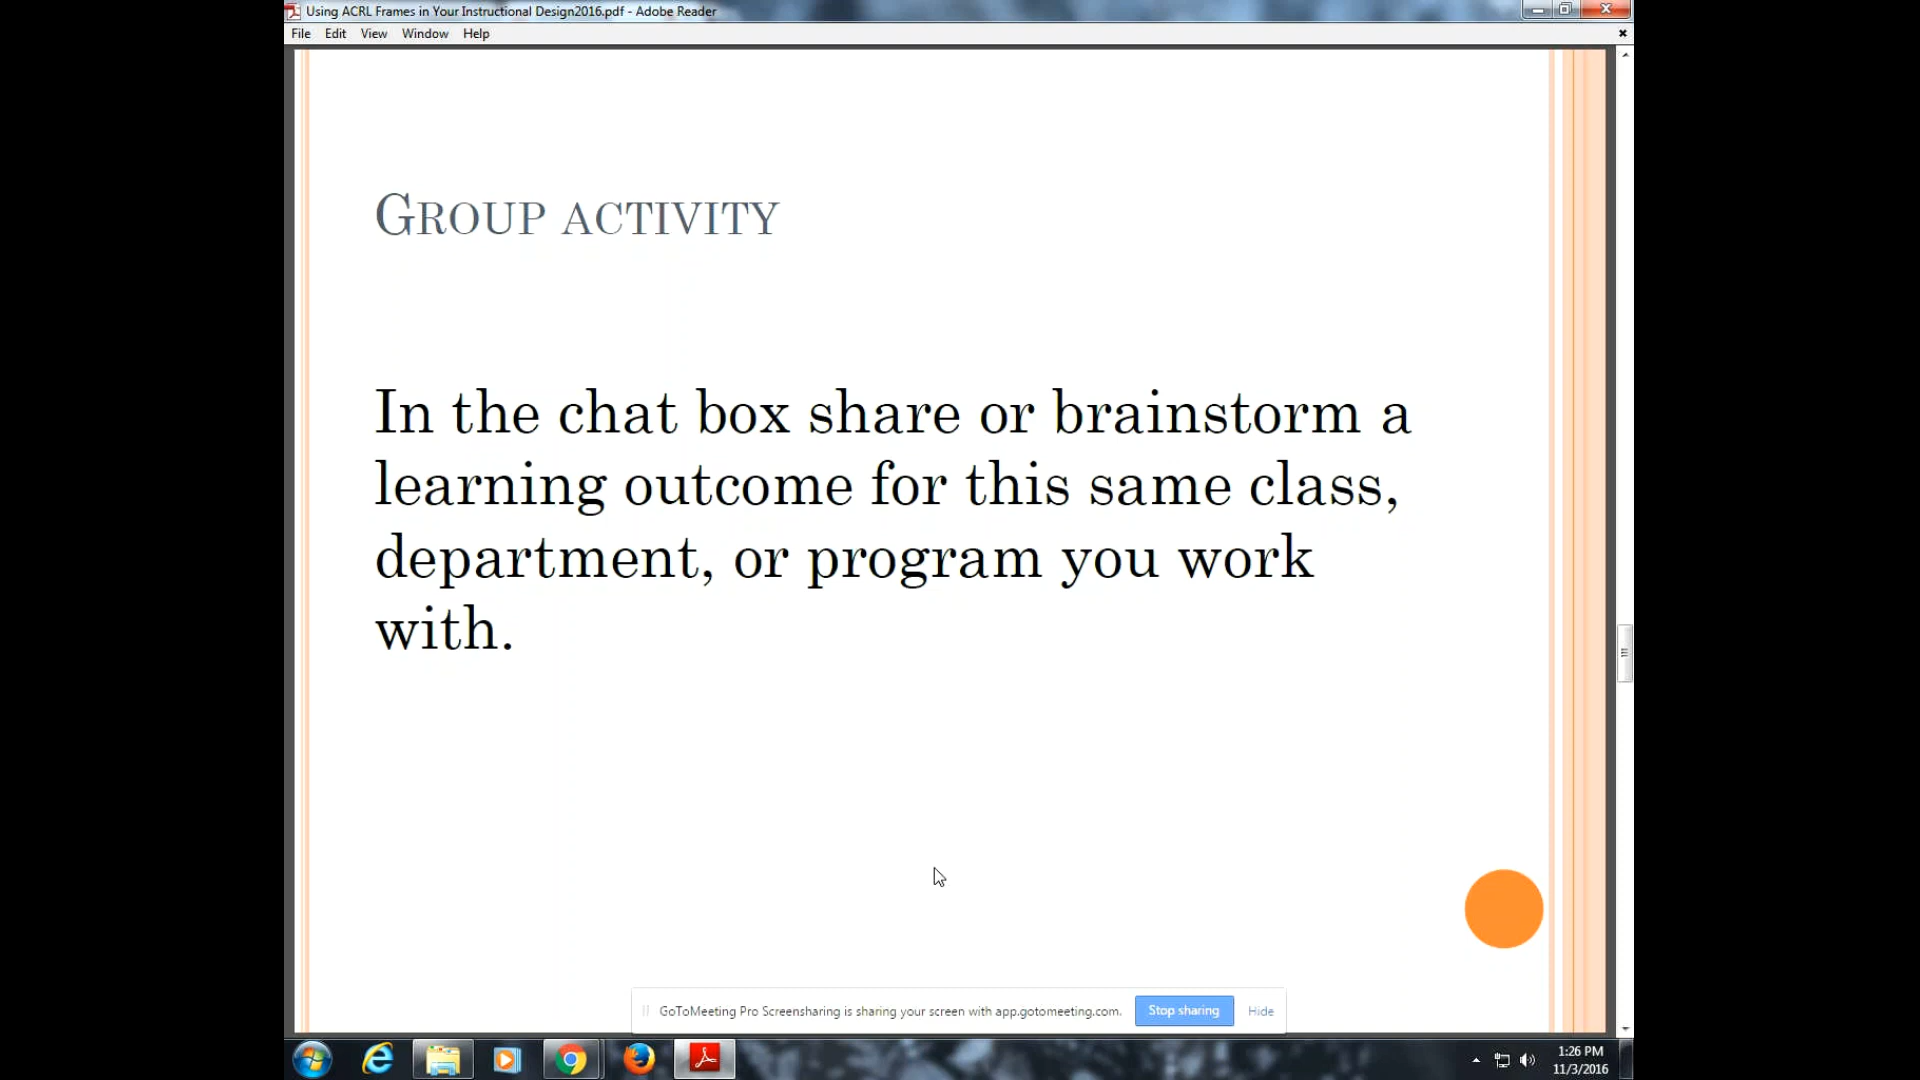 Using ACRL Frames in Your Instructional Design2016.pdf - Adobe Reader
File Edit View Window Help
GROUP ACTIVITY
In the chat box share or brainstorm a
learning outcome for this same class,
department, or program you work
with.
GoToMeeting Pro Screensharing is sharing your screen with app.gotomeeting.com. Stop sharing Hide
1:26 PM
11/3/2016